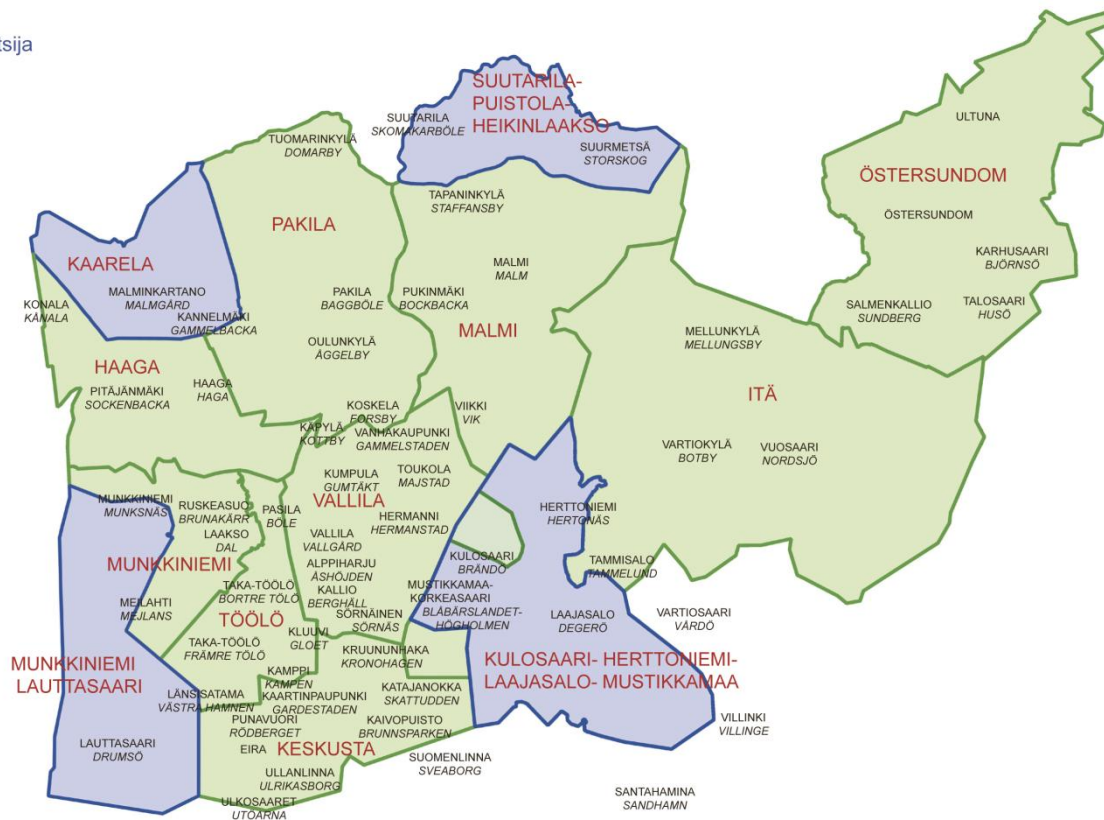 tsija
SUUTARILA-
PUISTOLA-
HEIKINLAAKSO
SUUTARILA
SKOMAKARBÖLE
SUURMETSÄ
STORSKOG
TUOMARINKYLÄ
DOMARBY
ULTUNA
ÖSTERSUNDOM
ÖSTERSUNDOM
KARHUSAARI
BJÖRNSÖ
SALMENKALLIO
SUNDBERG
TALOSAARI
HUSÖ
TAPANINKYLÄ
STAFFANSBY
PAKILA
KAARELA
MALMINKARTANO
MALMGÅRD
KONALA
KÅNALA
KANNELMÄKI
GAMMELBACKA
PAKILA
BAGGBÖLE
MALMI
MALM
PUKINMÄKI
BOCKBACKA
MALMI
OULUNKYLÄ
ÅGGELBY
MELLUNKYLÄ
MELLUNGSBY
HAAGA
PITÄJÄNMÄKI
SOCKENBACKA
HAAGA
HAGA
ITÄ
KOSKELA
FORSBY
VIIKKI
VIK
KÄPYLÄ
KOTTBY
VANHAKAUPUNKI
GAMMELSTADEN
VARTIOKYLÄ
BOTBY
VUOSAARI
NORDSJÖ
KUMPULA
GUMTÄKT
TOUKOLA
MAJSTAD
VALLILA
MUNKKINIEMI
MUNKSNÄS
RUSKEASUO
BRUNAKÄRR
PASILA
BÖLE
HERMANNI
HERMANSTAD
HERTTONIEMI
HERTONÄS
LAAKSO
DAL
VALLILA
VALLGÅRD
MUNKKINIEMI
ALPPIHARJU
ÅSHÖJDEN
KULOSAARI
BRÄNDÖ
TAMMISALO
TAMMELUND
MEILAHTI
MEJLANS
TAKA-TÖÖLÖ
BORTRE TÖLÖ
KALLIO
BERGHÄLL
MUSTIKKAMAA-
KORKEASAARI
BLÅBÄRSLANDET-
HÖGHOLMEN
TÖÖLÖ
SÖRNÄINEN
SÖRNÄS
LAAJASALO
DEGERÖ
VARTIOSAARI
VÅRDÖ
TAKA-TÖÖLÖ
FRÄMRE TÖLÖ
KLUUVI
GLOET
KRUUNUNHAKA
KRONOHAGEN
MUNKKINIEMI
LAUTTASAARI
KULOSAARI- HERTTONIEMI-
LAAJASALO- MUSTIKKAMAA
KAMPPI
KAMPEN
LÄNSISATAMA
VÄSTRA HAMNEN
KAARTINPAUPUNKI
GARDESTADEN
KATAJANOKKA
SKATTUDDEN
PUNAVUORI
RÖDBERGET
KAIVOPUISTO
BRUNNSPARKEN
VILLINKI
VILLINGE
LAUTTASAARI
DRUMSÖ
EIRA
KESKUSTA
SUOMENLINNA
SVEABORG
ULLANLINNA
ULRIKASBORG
ULKOSAARET
UTÖARNA
SANTAHAMINA
SANDHAMN